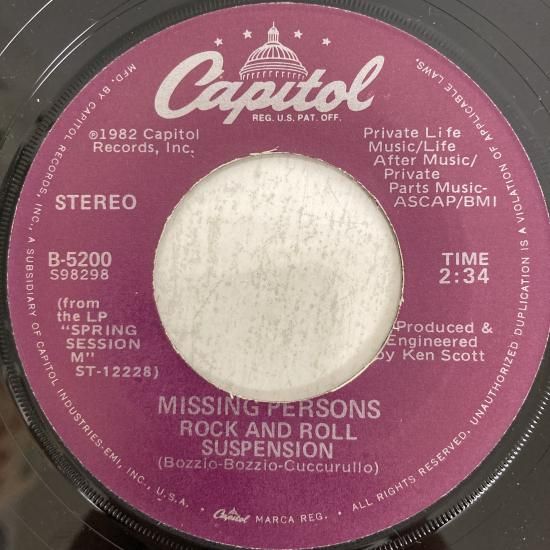 Capitol
REG. U.S. PAT. OFF.
℗1982 Capitol
Records, Inc.
Private Life
Music/Life
After Music/
Private
Parts Music-
ASCAP/BMI
STEREO
B-5200
S98298
TIME
2:34
(from
the LP
"SPRING
SESSION
M"
ST-12228)
Produced &
Engineered
by Ken Scott
MISSING PERSONS
ROCK AND ROLL
SUSPENSION
(Bozzio-Bozzio-Cuccurullo)
MFD. BY CAPITOL RECORDS, INC., A SUBSIDIARY OF CAPITOL INDUSTRIES-EMI, INC., U.S.A. • Capitol MARCA REG. • ALL RIGHTS RESERVED. UNAUTHORIZED DUPLICATION IS A VIOLATION OF APPLICABLE LAWS.